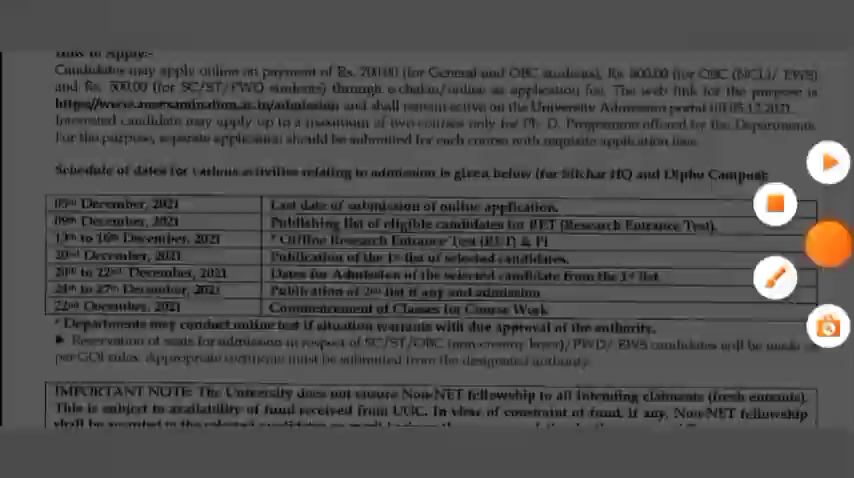 How to Apply:-
Candidates may apply online on payment of Rs. 700.00 (for General and OBC students), Rs. 600.00 (for OBC (NCL)/ EWS)
and Rs. 500.00 (for SC/ST/PWD students) through e-chalan/online as application fee. The web link for the purpose is
and shall remain active on the University Admission portal till 05.12.2021.
Interested candidate may apply up to a maximum of two courses only for Ph. D. Programme offered by the Departments.
For the purpose, separate application should be submitted for each course with requisite application fees.
Schedule of dates for various activities relating to admission is given below (for Silchar HQ and Diphu Campus):
December, 2021 Last date of submission of online application.
09th December, 2021 Publishing list of eligible candidates for RET (Research Entrance Test).
to 16th December, 2021 * Offline Research Entrance Test (RET) & PI
December, 2021 Publication of the 1st list of selected candidates.
to 22nd December, 2021 Dates for Admission of the selected candidate from the 1st list
to 27th December, 2021 Publication of 2nd list if any and admission
22nd December, 2021 Commencement of Classes for Course Work
* Departments may conduct online test if situation warrants with due approval of the authority.
➤ Reservation of seats for admission in respect of SC/ST/OBC (non-creamy layer)/ PWD/ EWS candidates will be made as
per GOI rules. Appropriate certificate must be submitted from the designated authority.
IMPORTANT NOTE: The University does not ensure Non-NET fellowship to all intending claimants (fresh entrants).
This is subject to availability of fund received from UGC. In view of constraint of fund, if any, Non-NET fellowship
shall be awarded to the selected candidates